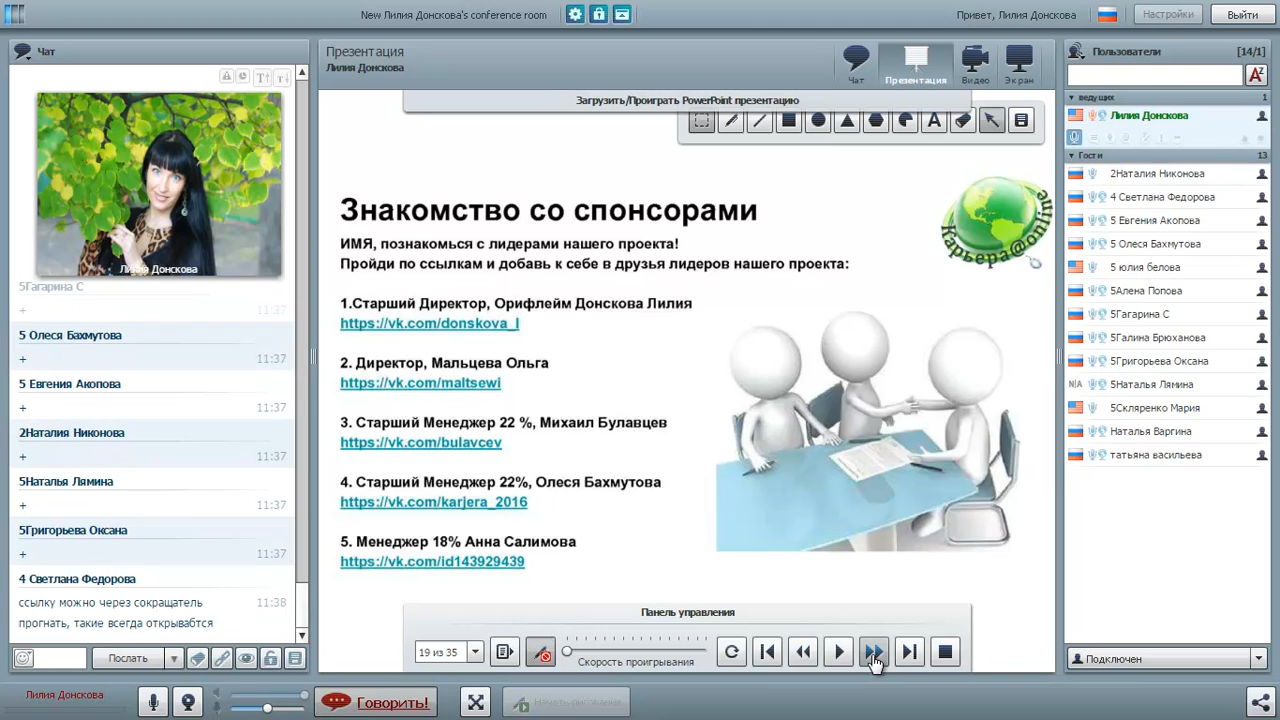 New Лилия Донскова's conference room
Привет, Лилия Донскова
Настройки
Выйти
Чат
Лилия Донскова
5Гагарина С
+
11:37
5 Олеся Бахмутова
+
11:37
5 Евгения Акопова
+
11:37
2Наталия Никонова
+
11:37
5Наталья Лямина
+
11:37
5Григорьева Оксана
+
11:37
4 Светлана Федорова
ссылку можно через сокращатель
11:38
прогнать, такие всегда открывабтся
Послать
Презентация
Лилия Донскова
Чат
Презентация
Видео
Экран
Загрузить/Проиграть PowerPoint презентацию
Знакомство со спонсорами
Карьера@online
ИМЯ, познакомься с лидерами нашего проекта!
Пройди по ссылкам и добавь к себе в друзья лидеров нашего проекта:
1.Старший Директор, Орифлейм Донскова Лилия
https://vk.com/donskova_l
2. Директор, Мальцева Ольга
https://vk.com/maltsewi
3. Старший Менеджер 22 %, Михаил Булавцев
https://vk.com/bulavcev
4. Старший Менеджер 22%, Олеся Бахмутова
https://vk.com/karjera_2016
5. Менеджер 18% Анна Салимова
https://vk.com/id143929439
Панель управления
19 из 35
Скорость проигрывания
Пользователи
[14/1]
AZ
ведущих
1
Лилия Донскова
Гости
13
2Наталия Никонова
4 Светлана Федорова
5 Евгения Акопова
5 Олеся Бахмутова
5 юлия белова
5Алена Попова
5Гагарина С
5Галина Брюханова
5Григорьева Оксана
N/A
5Наталья Лямина
5Скляренко Мария
Наталья Варгина
татьяна васильева
Подключен
Лилия Донскова
Говорить!